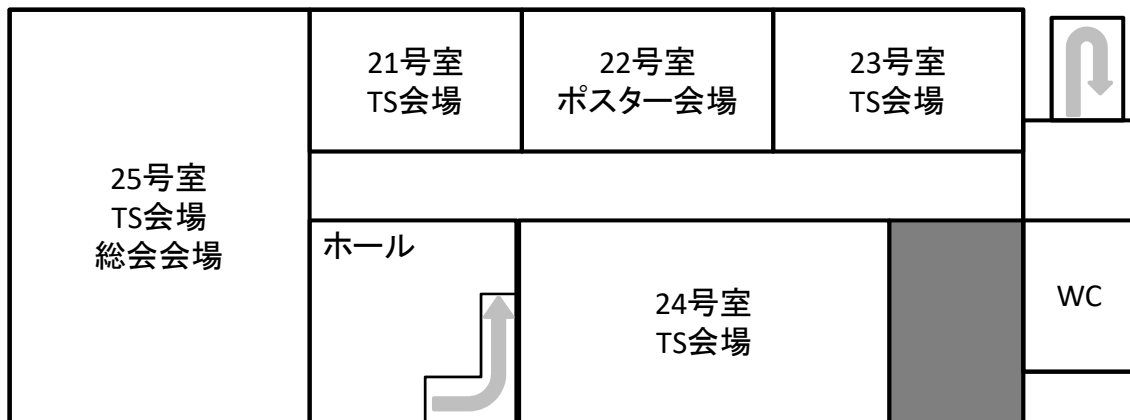 21号室
TS会場
22号室
ポスター会場
23号室
TS会場
25号室
TS会場
総会会場
ホール
24号室
TS会場
WC